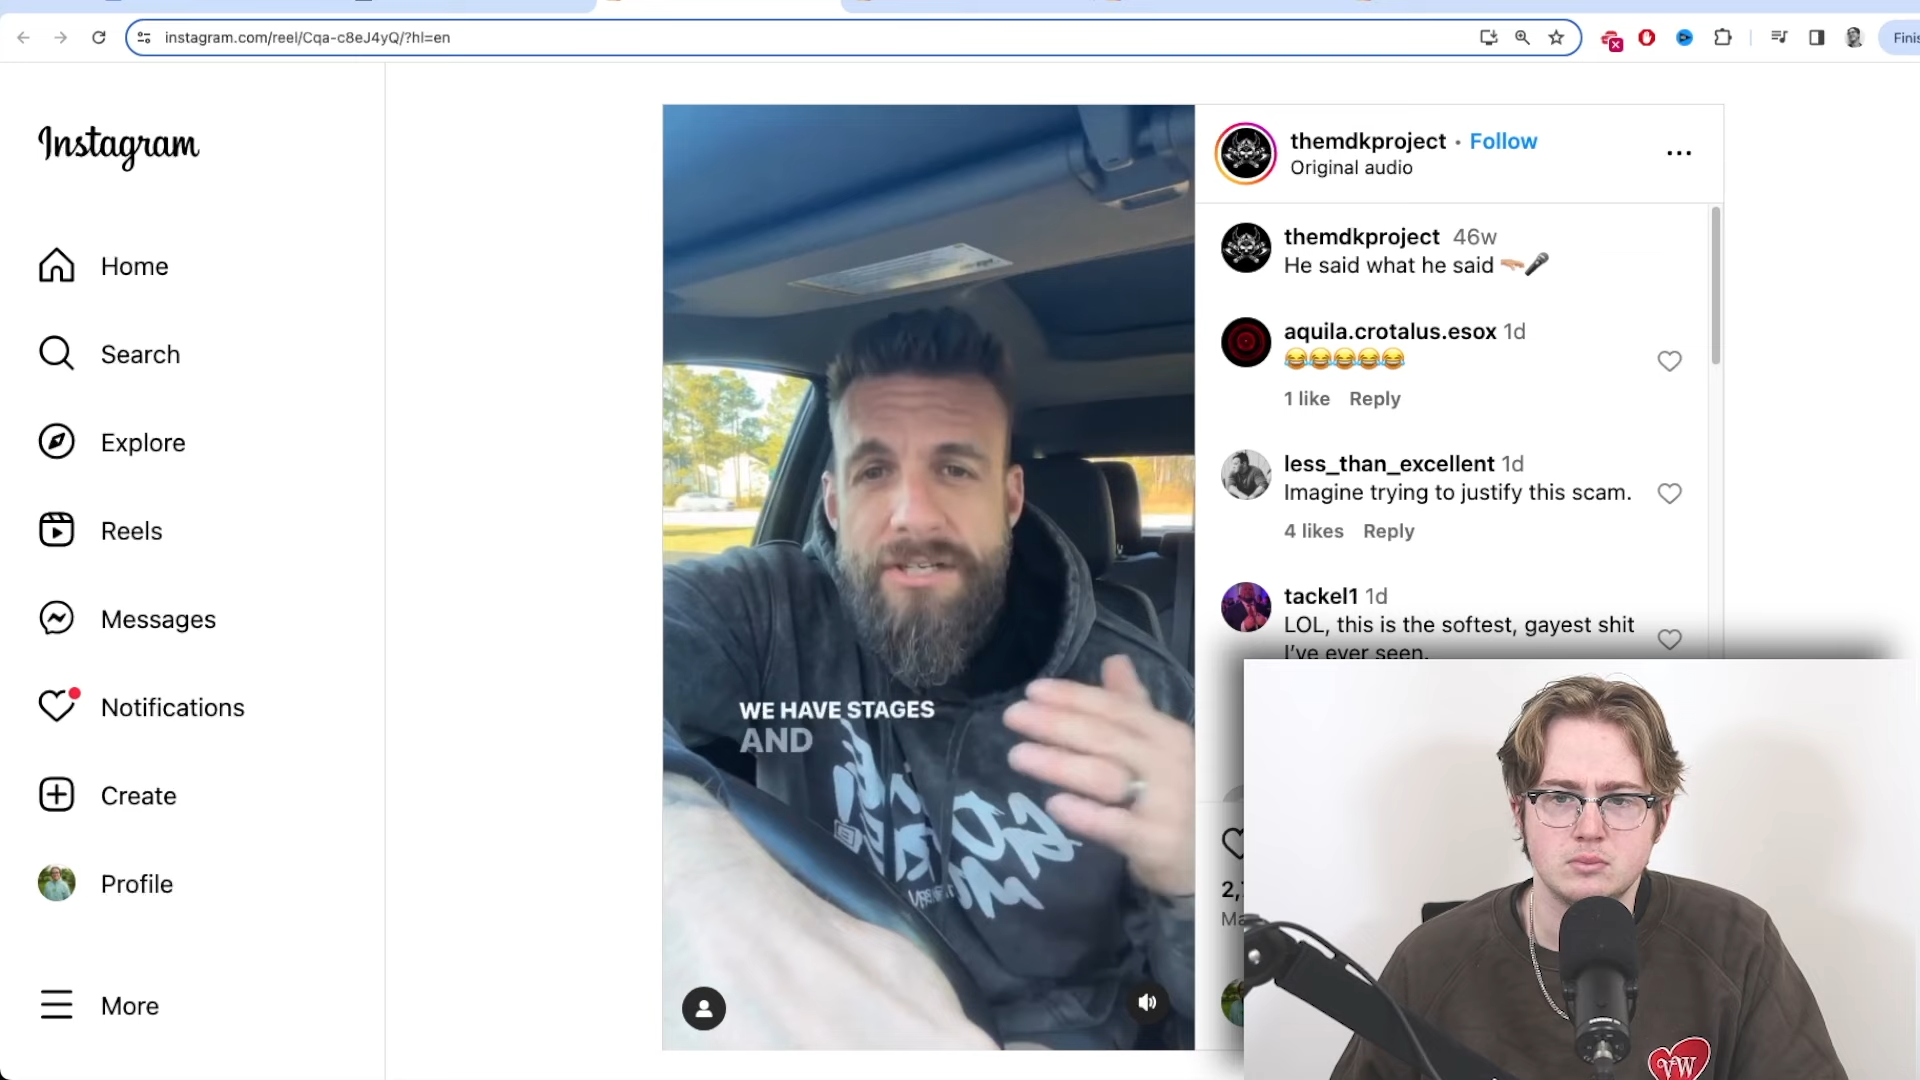 instagram.com/reel/Cqa-c8eJ4yQ/?hl=en
Instagram
Home
Search
Explore
Reels
Messages
Notifications
Create
Profile
More
WE HAVE STAGES
AND
themdkproject • Follow
Original audio
themdkproject 46w
He said what he said
aquila.crotalus.esox 1d
1 like Reply
less_than_excellent 1d
Imagine trying to justify this scam.
4 likes Reply
tackel1 1d
LOL, this is the softest, gayest shit
I've ever seen.
VW